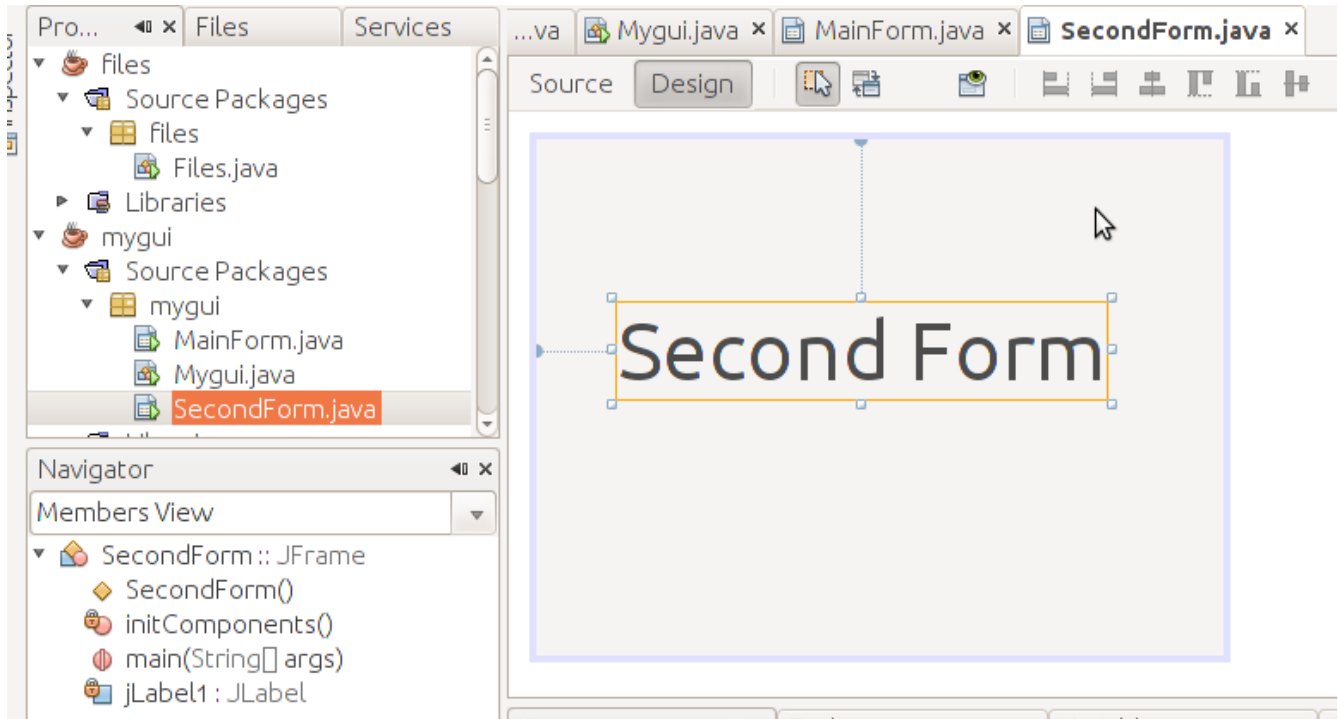 Pro... Files Services
files
Source Packages
files
Files.java
Libraries
mygui
Source Packages
mygui
MainForm.java
Mygui.java
SecondForm.java
Navigator
Members View
SecondForm :: JFrame
SecondForm()
initComponents()
main(String[] args)
jLabel1 : JLabel
...va Mygui.java MainForm.java SecondForm.java
Source Design
Second Form